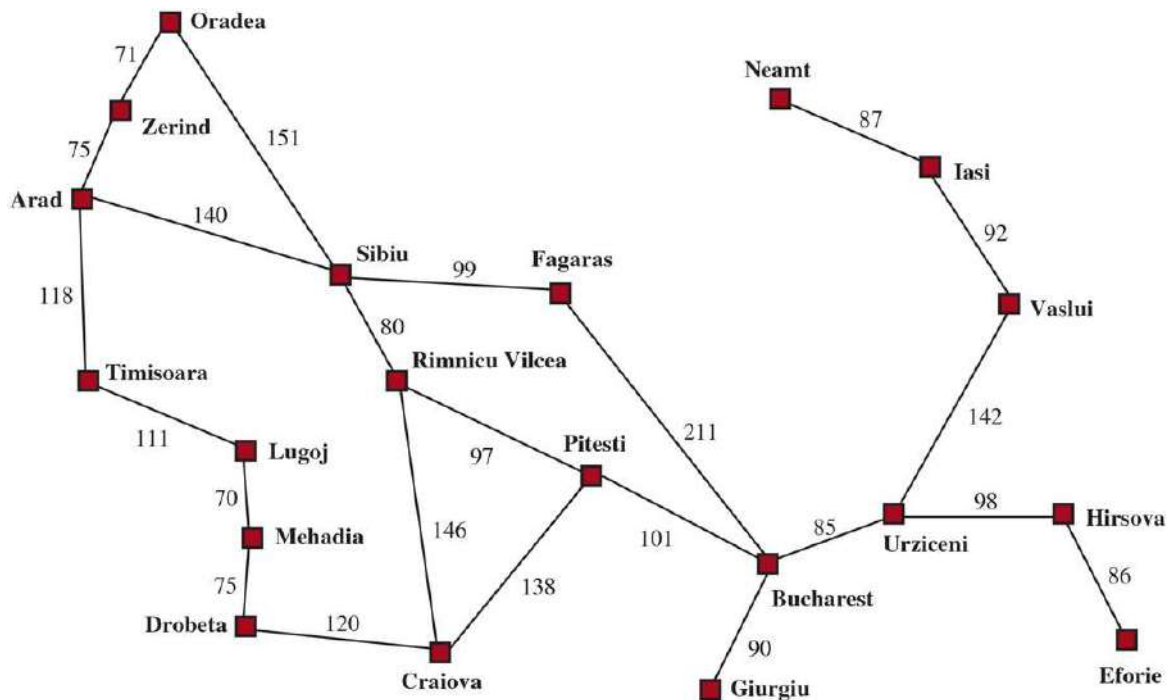 Oradea
71
Neamt
87
Zerind
151
75
Iasi
Arad
140
92
Sibiu
99
Fagaras
118
Vaslui
80
Rimnicu Vilcea
Timisoara
142
111
211
Lugoj
97
Pitesti
70
98
Hirsova
Mehadia
146
101
85
Urziceni
86
75
138
Bucharest
Drobeta
120
90
Craiova
Eforie
Giurgiu